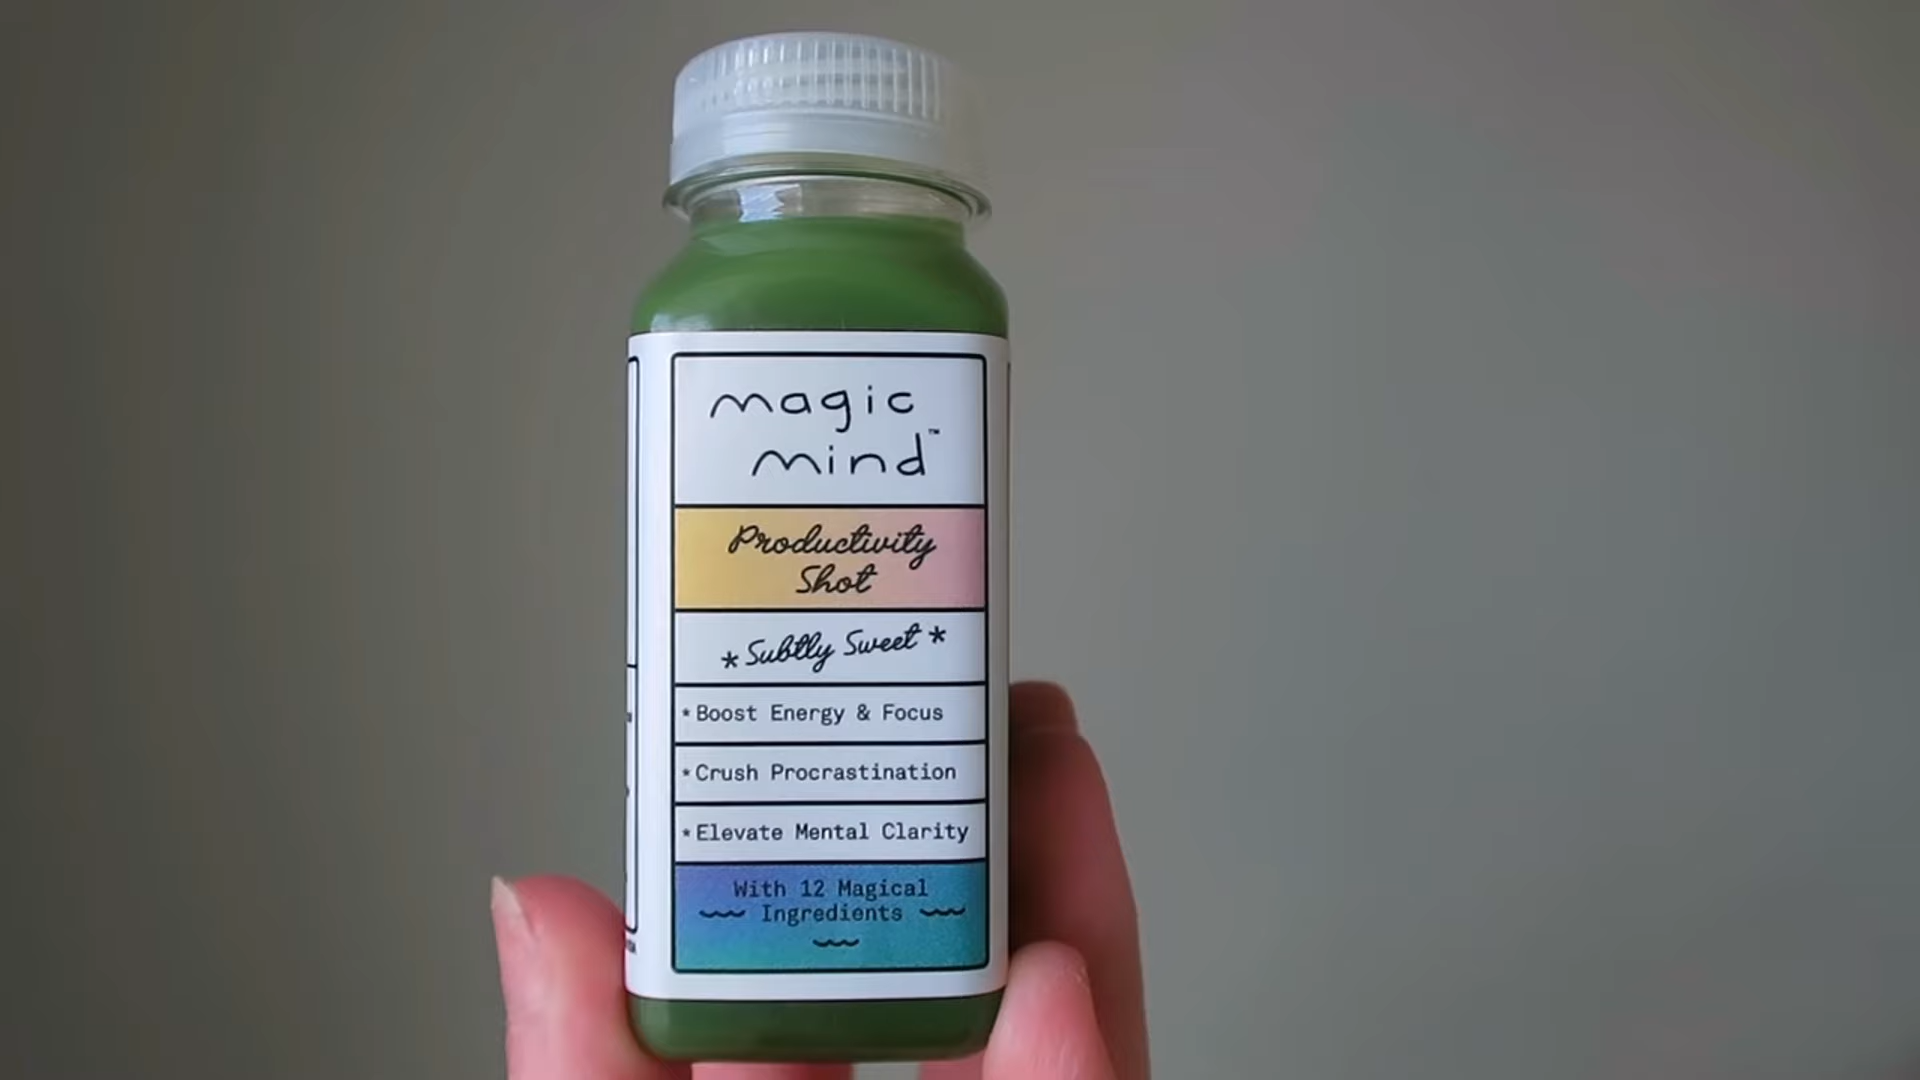 magic
mind™
Productivity
Shot
* Subtly Sweet *
* Boost Energy & Focus
* Crush Procrastination
* Elevate Mental Clarity
With 12 Magical
Ingredients